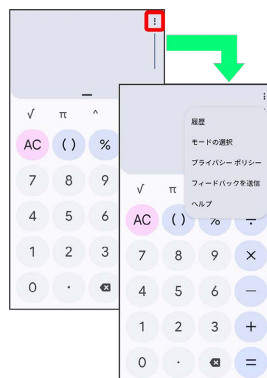 √ π ^
AC ( ) %
7 8 9
4 5 6
1 2 3
0 ·
履歴
モードの選択
プライバシー ポリシー
フィードバックを送信
ヘルプ
√ π
AC ( ) % ÷
7 8 9 ×
4 5 6 −
1 2 3 +
0 · =